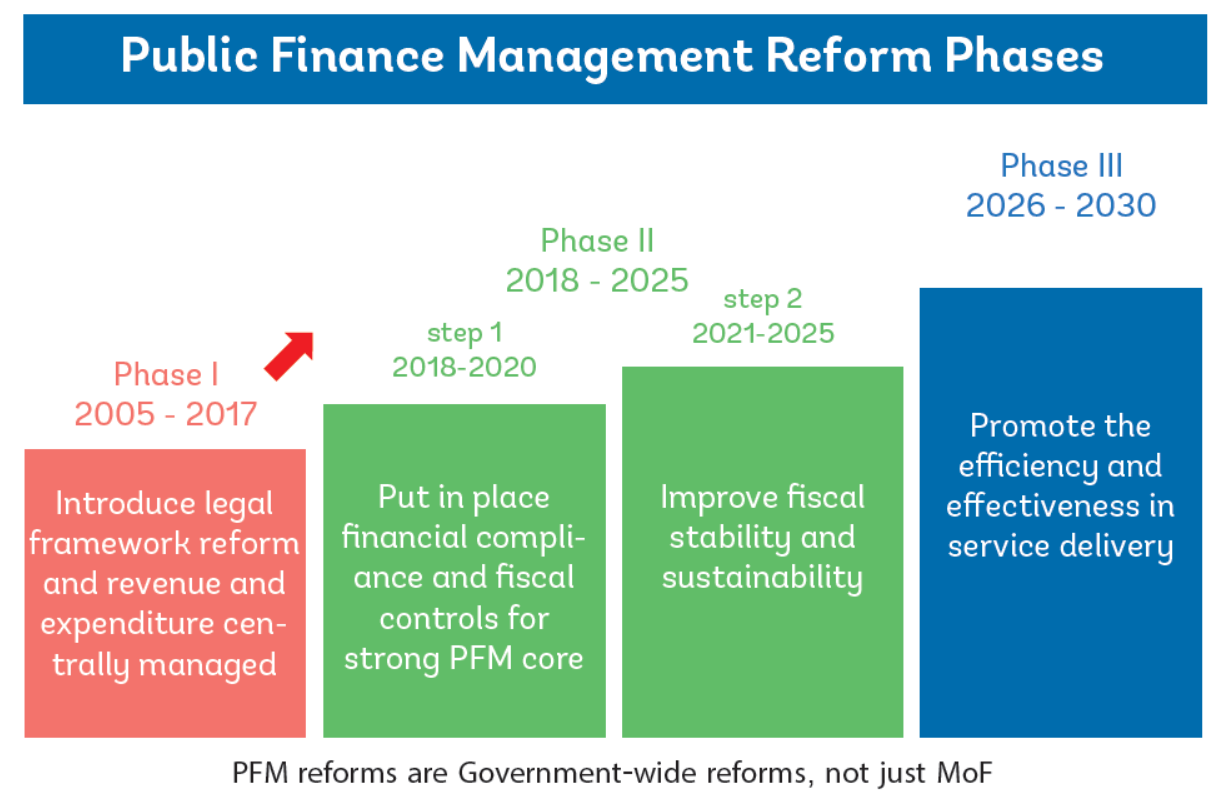 Public Finance Management Reform Phases
Phase I
2005 - 2017
Introduce legal
framework reform
and revenue and
expenditure cen-
trally managed
Phase II
2018 - 2025
step 1
2018-2020
Put in place
financial compli-
ance and fiscal
controls for
strong PFM core
step 2
2021-2025
Improve fiscal
stability and
sustainability
Phase III
2026 - 2030
Promote the
efficiency and
effectiveness in
service delivery
PFM reforms are Government-wide reforms, not just MoF